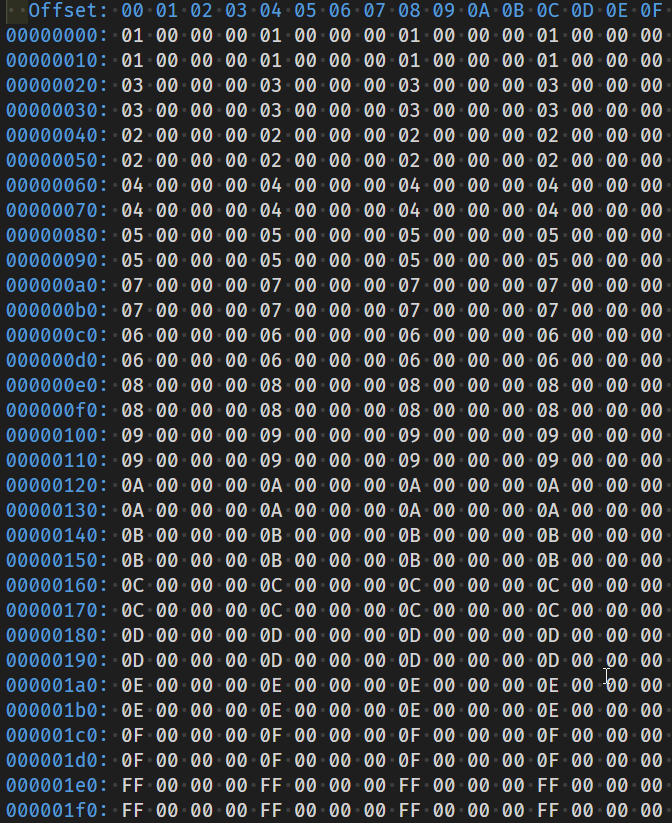 Offset: 00 01 02 03 04 05 06 07 08 09 0A 0B 0C 0D 0E 0F
00000000: 01 00 00 00 01 00 00 00 01 00 00 00 01 00 00 00
00000010: 01 00 00 00 01 00 00 00 01 00 00 00 01 00 00 00
00000020: 03 00 00 00 03 00 00 00 03 00 00 00 03 00 00 00
00000030: 03 00 00 00 03 00 00 00 03 00 00 00 03 00 00 00
00000040: 02 00 00 00 02 00 00 00 02 00 00 00 02 00 00 00
00000050: 02 00 00 00 02 00 00 00 02 00 00 00 02 00 00 00
00000060: 04 00 00 00 04 00 00 00 04 00 00 00 04 00 00 00
00000070: 04 00 00 00 04 00 00 00 04 00 00 00 04 00 00 00
00000080: 05 00 00 00 05 00 00 00 05 00 00 00 05 00 00 00
00000090: 05 00 00 00 05 00 00 00 05 00 00 00 05 00 00 00
000000a0: 07 00 00 00 07 00 00 00 07 00 00 00 07 00 00 00
000000b0: 07 00 00 00 07 00 00 00 07 00 00 00 07 00 00 00
000000c0: 06 00 00 00 06 00 00 00 06 00 00 00 06 00 00 00
000000d0: 06 00 00 00 06 00 00 00 06 00 00 00 06 00 00 00
000000e0: 08 00 00 00 08 00 00 00 08 00 00 00 08 00 00 00
000000f0: 08 00 00 00 08 00 00 00 08 00 00 00 08 00 00 00
00000100: 09 00 00 00 09 00 00 00 09 00 00 00 09 00 00 00
00000110: 09 00 00 00 09 00 00 00 09 00 00 00 09 00 00 00
00000120: 0A 00 00 00 0A 00 00 00 0A 00 00 00 0A 00 00 00
00000130: 0A 00 00 00 0A 00 00 00 0A 00 00 00 0A 00 00 00
00000140: 0B 00 00 00 0B 00 00 00 0B 00 00 00 0B 00 00 00
00000150: 0B 00 00 00 0B 00 00 00 0B 00 00 00 0B 00 00 00
00000160: 0C 00 00 00 0C 00 00 00 0C 00 00 00 0C 00 00 00
00000170: 0C 00 00 00 0C 00 00 00 0C 00 00 00 0C 00 00 00
00000180: 0D 00 00 00 0D 00 00 00 0D 00 00 00 0D 00 00 00
00000190: 0D 00 00 00 0D 00 00 00 0D 00 00 00 0D 00 00 00
000001a0: 0E 00 00 00 0E 00 00 00 0E 00 00 00 0E 00 00 00
000001b0: 0E 00 00 00 0E 00 00 00 0E 00 00 00 0E 00 00 00
000001c0: 0F 00 00 00 0F 00 00 00 0F 00 00 00 0F 00 00 00
000001d0: 0F 00 00 00 0F 00 00 00 0F 00 00 00 0F 00 00 00
000001e0: FF 00 00 00 FF 00 00 00 FF 00 00 00 FF 00 00 00
000001f0: FF 00 00 00 FF 00 00 00 FF 00 00 00 FF 00 00 00